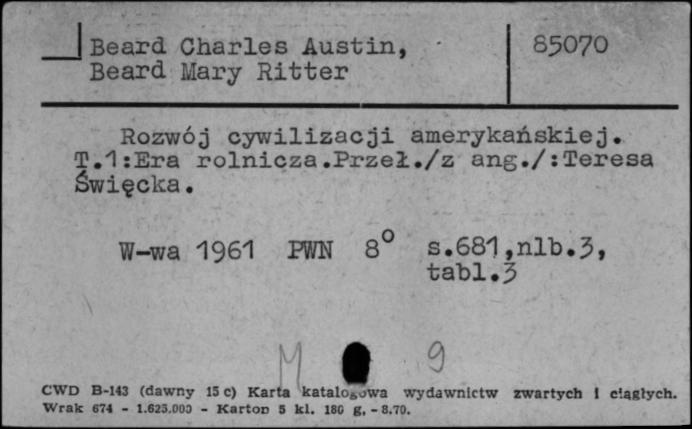 Beard Charles Austin, 85070
Beard Mary Ritter
Rozwój cywilizacji amerykańskiej.
T.1:Era rolnicza.Przeł./z ang./:Teresa
Święcka.
W-wa 1961 PWN 8° s.681,nlb.3,
tabl.3
M 9
CWD B-143 (dawny 15 c) Karta katalogowa wydawnictw zwartych i ciągłych.
Wrak 674 - 1.625.000 - Karton 5 kl. 180 g, - 8.70.